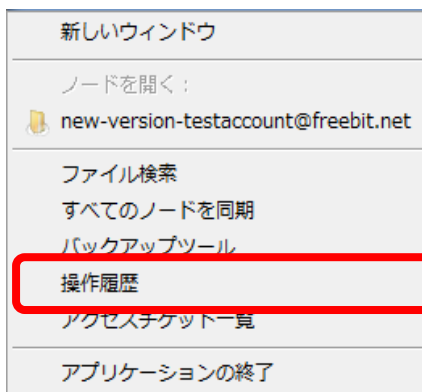 新しいウィンドウ
ノードを開く：
new-version-testaccount@freebit.net
ファイル検索
すべてのノードを同期
バックアップツール
操作履歴
アクセスチケット一覧
アプリケーションの終了